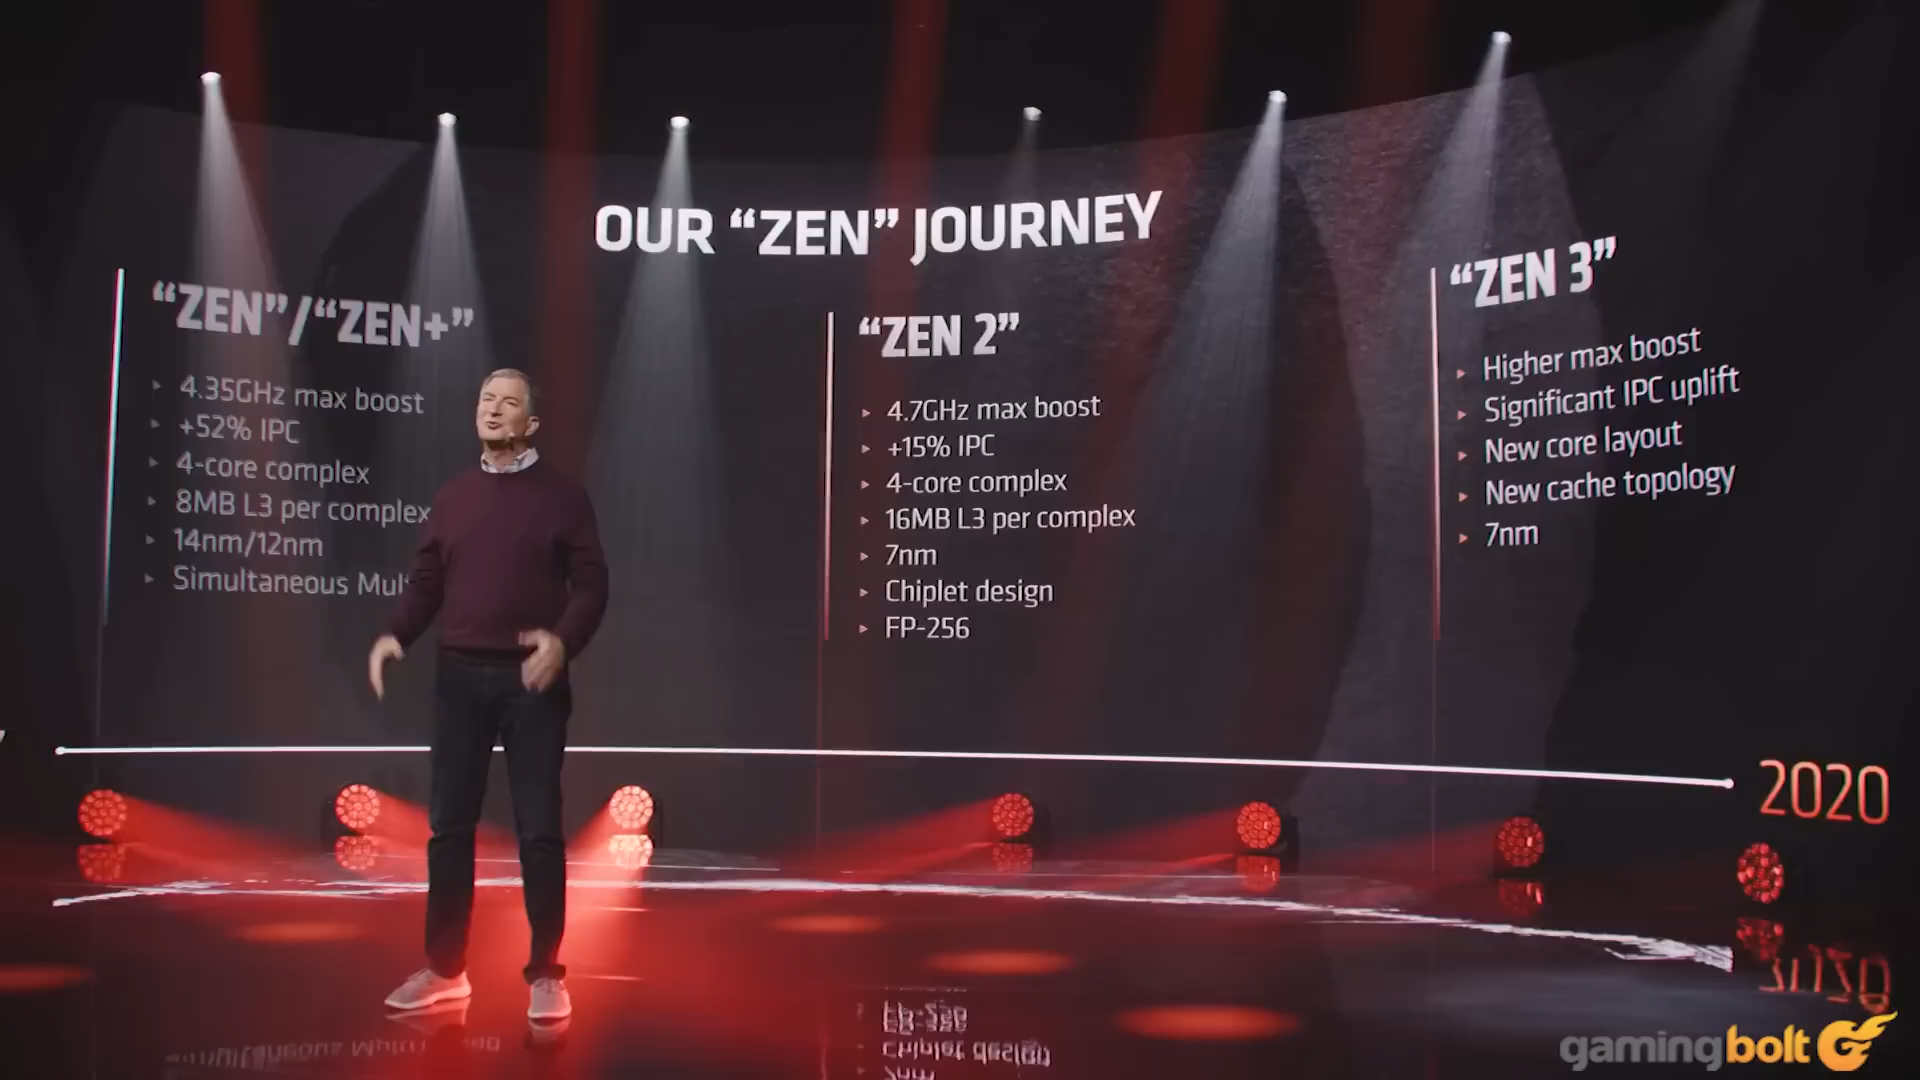 OUR “ZEN” JOURNEY
“ZEN”/“ZEN+”
4.35GHz max boost
+52% IPC
4-core complex
8MB L3 per complex
14nm/12nm
Simultaneous
“ZEN 2”
4.7GHz max boost
+15% IPC
4-core complex
16MB L3 per complex
7nm
Chiplet design
FP-256
“ZEN 3”
Higher max boost
Significant IPC uplift
New core layout
New cache topology
7nm
2020
gamingbolt